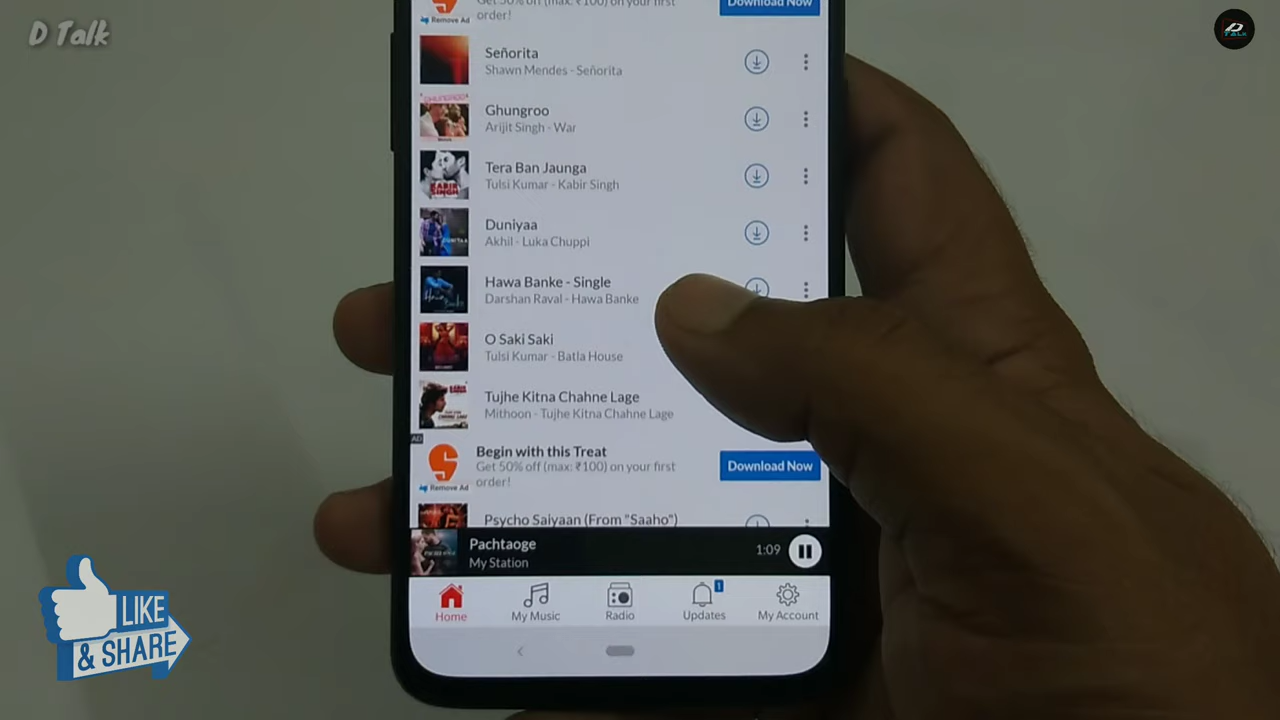 D Talk
Get 50% off (max: ₹100) on your first
order!
Download Now
Remove Ad
Señorita
Shawn Mendes - Señorita
Ghungroo
Arijit Singh - War
Tera Ban Jaunga
Tulsi Kumar - Kabir Singh
KABIR
SINGH
Duniyaa
Akhil - Luka Chuppi
Hawa Banke - Single
Darshan Raval - Hawa Banke
O Saki Saki
Tulsi Kumar - Batla House
Tujhe Kitna Chahne Lage
Mithoon - Tujhe Kitna Chahne Lage
AD
Begin with this Treat
Get 50% off (max: ₹100) on your first
order!
Download Now
Remove Ad
Psycho Saiyaan (From "Saaho")
Pachtaoge
My Station
1:09
Home
My Music
Radio
1
Updates
My Account
LIKE
& SHARE